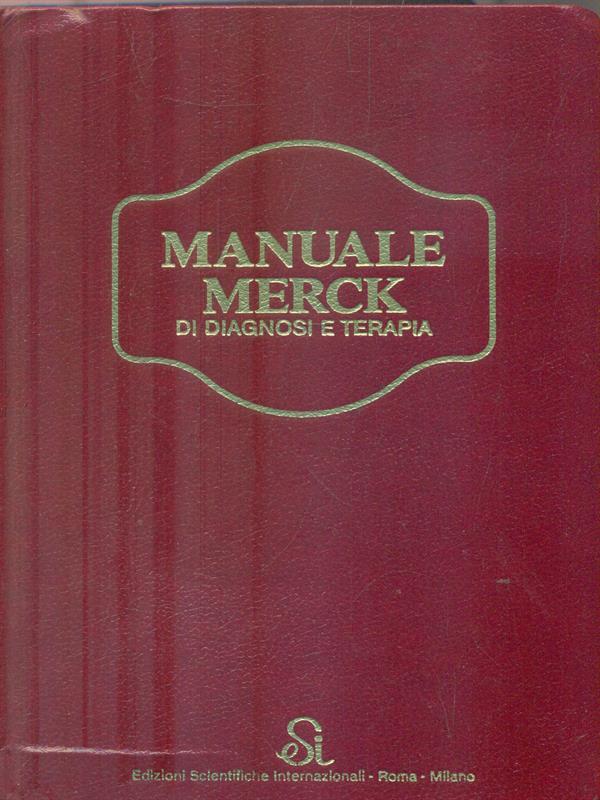 MANUALE
MERCK
DI DIAGNOSI E TERAPIA
eSi
Edizioni Scientifiche Internazionali - Roma - Milano